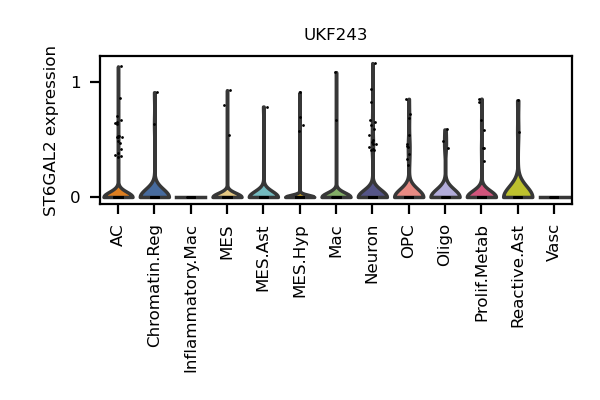 UKF243
ST6GAL2 expression
1
0
AC
Chromatin.Reg
Inflammatory.Mac
MES
MES.Ast
MES.Hyp
Mac
Neuron
OPC
Oligo
Prolif.Metab
Reactive.Ast
Vasc